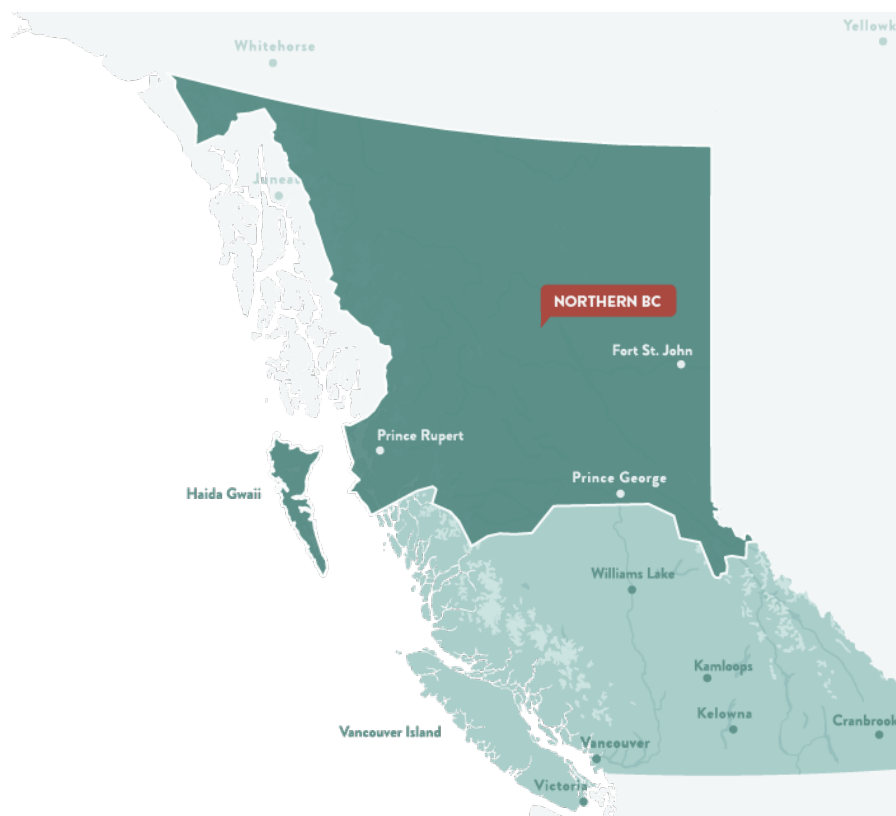 Whitehorse
Yellowk
Juneau
NORTHERN BC
Fort St. John
Prince Rupert
Prince George
Haida Gwaii
Williams Lake
Kamloops
Kelowna
Cranbrook
Vancouver Island
Vancouver
Victoria